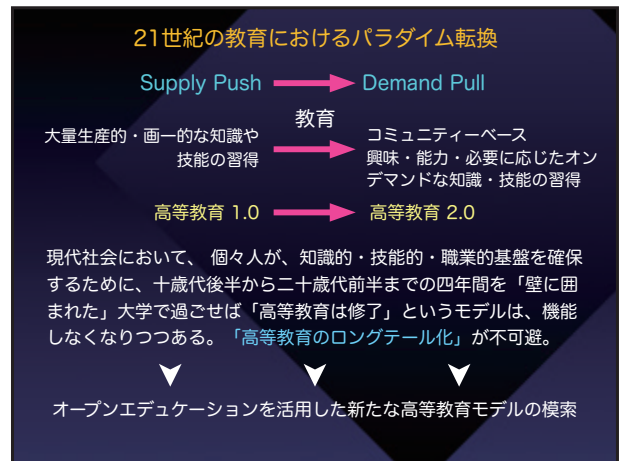 21世紀の教育におけるパラダイム転換
Supply Push
Demand Pull
教育
大量生産的・画一的な知識や
技能の習得
コミュニティーベース
興味・能力・必要に応じたオン
デマンドな知識・技能の習得
高等教育 1.0
高等教育 2.0
現代社会において、 個々人が、知識的・技能的・職業的基盤を確保
するために、十歳代後半から二十歳代前半までの四年間を「壁に囲
まれた」大学で過ごせば「高等教育は修了」というモデルは、機能
しなくなりつつある。「高等教育のロングテール化」が不可避。
オープンエデュケーションを活用した新たな高等教育モデルの模索